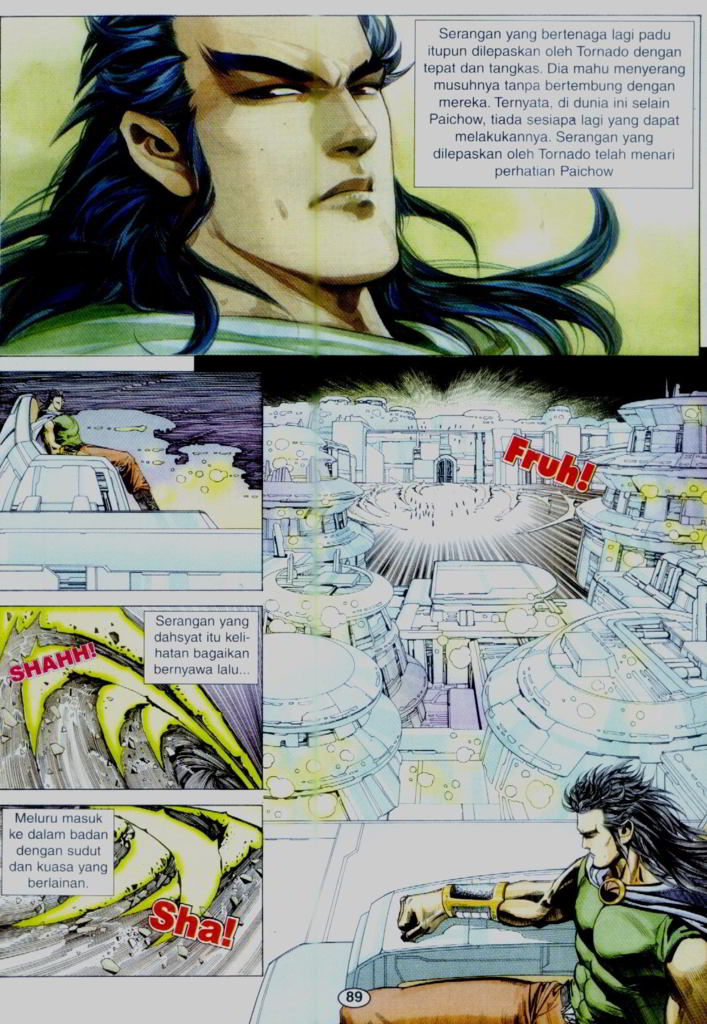 Serangan yang bertenaga lagi padu
itupun dilepaskan oleh Tornado dengan
tepat dan tangkas. Dia mahu menyerang
musuhnya tanpa bertembung dengan
mereka. Ternyata, di dunia ini selain
Paichow, tiada sesiapa lagi yang dapat
melakukannya. Serangan yang
dilepaskan oleh Tornado telah menari
perhatian Paichow
Fruh!
SHAHH!
Serangan yang
dahsyat itu keli-
hatan bagaikan
bernyawa lalu...
Meluru masuk
ke dalam badan
dengan sudut
dan kuasa yang
berlainan.
Sha!
89